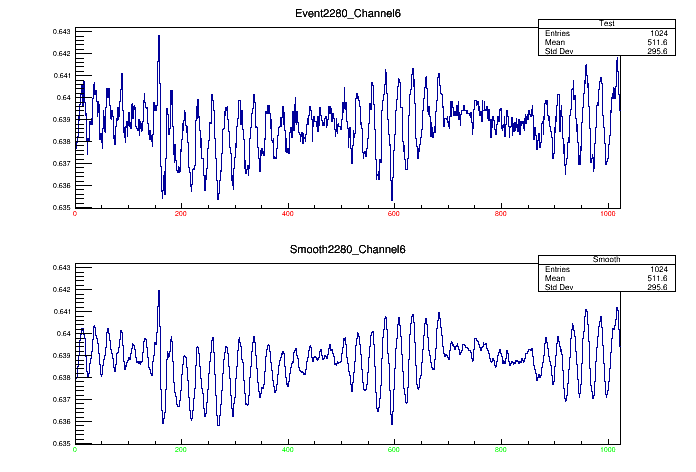 Event2280_Channel6
Test
Entries 1024
Mean 511.6
Std Dev 295.6
0.643
0.642
0.641
0.64
0.639
0.638
0.637
0.636
0.635
0 200 400 600 800 1000
Smooth2280_Channel6
Smooth
Entries 1024
Mean 511.6
Std Dev 295.6
0.643
0.642
0.641
0.64
0.639
0.638
0.637
0.636
0.635
0 200 400 600 800 1000